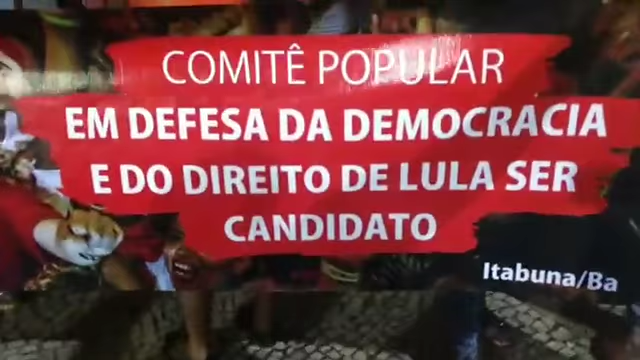 COMITÊ POPULAR
EM DEFESA DA DEMOCRACIA
E DO DIREITO DE LULA SER
CANDIDATO
Itabuna/Ba